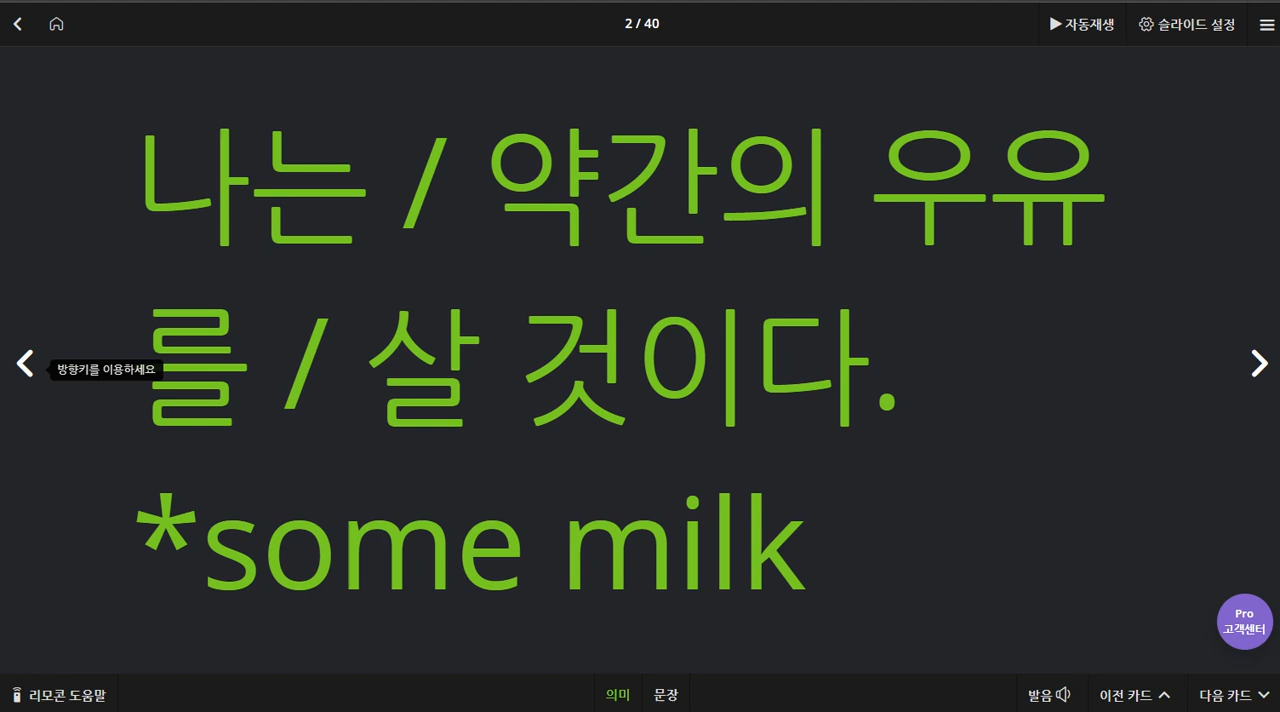 2 / 40
자동재생
슬라이드 설정
나는 / 약간의 우유
를 / 살 것이다.
*some milk
방향키를 이용하세요
Pro
고객센터
리모콘 도움말
의미
문장
발음
이전 카드
다음 카드